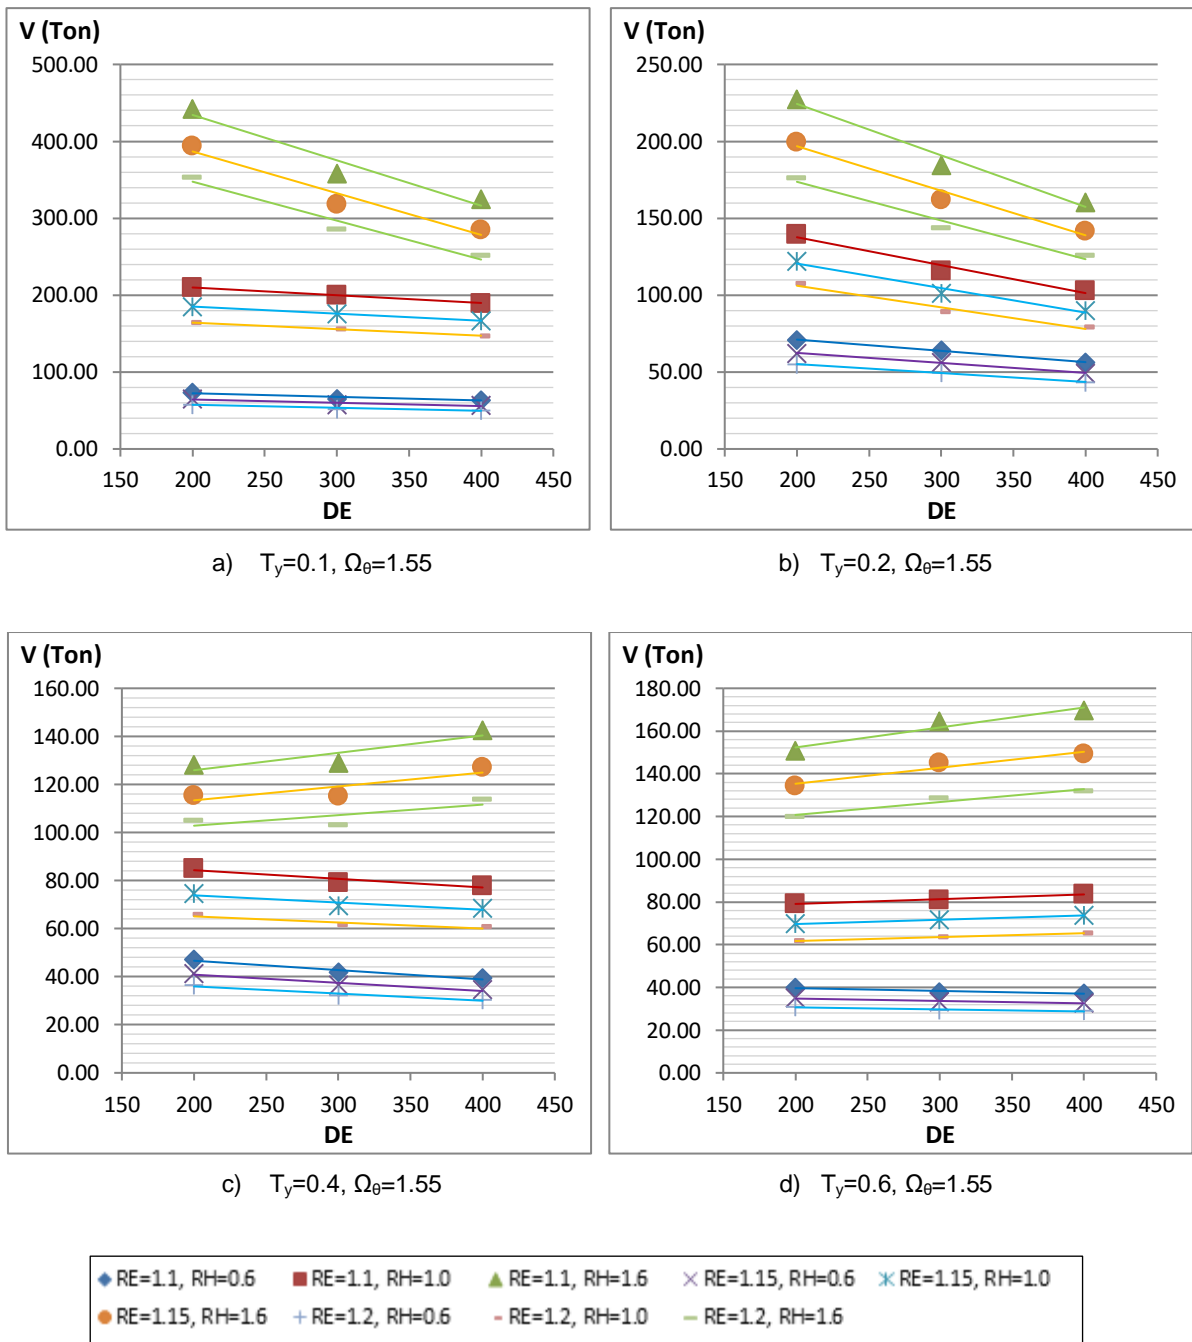 V (Ton)
500.00
400.00
300.00
200.00
100.00
0.00
150 200 250 300 350 400 450
DE
a) T_y=0.1, Ω_θ=1.55
V (Ton)
250.00
200.00
150.00
100.00
50.00
0.00
150 200 250 300 350 400 450
DE
b) T_y=0.2, Ω_θ=1.55
V (Ton)
160.00
140.00
120.00
100.00
80.00
60.00
40.00
20.00
0.00
150 200 250 300 350 400 450
DE
c) T_y=0.4, Ω_θ=1.55
V (Ton)
180.00
160.00
140.00
120.00
100.00
80.00
60.00
40.00
20.00
0.00
150 200 250 300 350 400 450
DE
d) T_y=0.6, Ω_θ=1.55
RE=1.1, RH=0.6 RE=1.1, RH=1.0 RE=1.1, RH=1.6 RE=1.15, RH=0.6 RE=1.15, RH=1.0
RE=1.15, RH=1.6 RE=1.2, RH=0.6 RE=1.2, RH=1.0 RE=1.2, RH=1.6